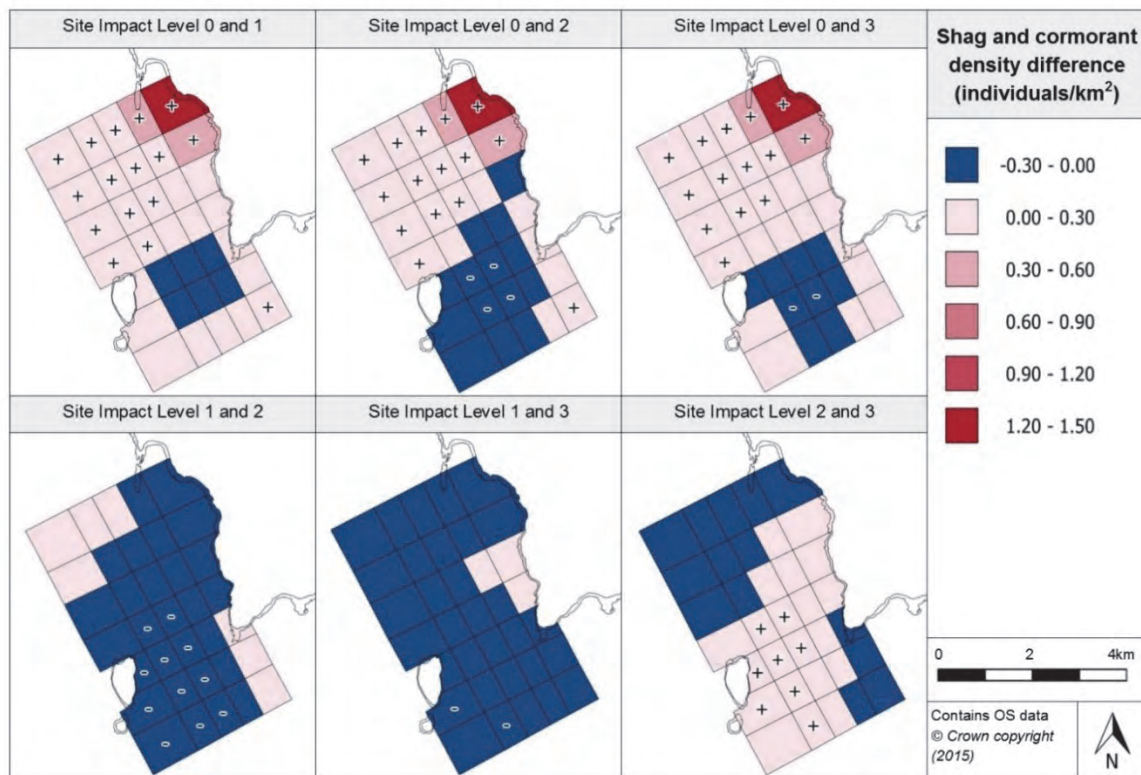 Site Impact Level 0 and 1
Site Impact Level 0 and 2
Site Impact Level 0 and 3
Shag and cormorant
density difference
(individuals/km²)
-0.30 - 0.00
0.00 - 0.30
0.30 - 0.60
0.60 - 0.90
0.90 - 1.20
1.20 - 1.50
Site Impact Level 1 and 2
Site Impact Level 1 and 3
Site Impact Level 2 and 3
0 2 4km
Contains OS data
© Crown copyright
(2015)
N